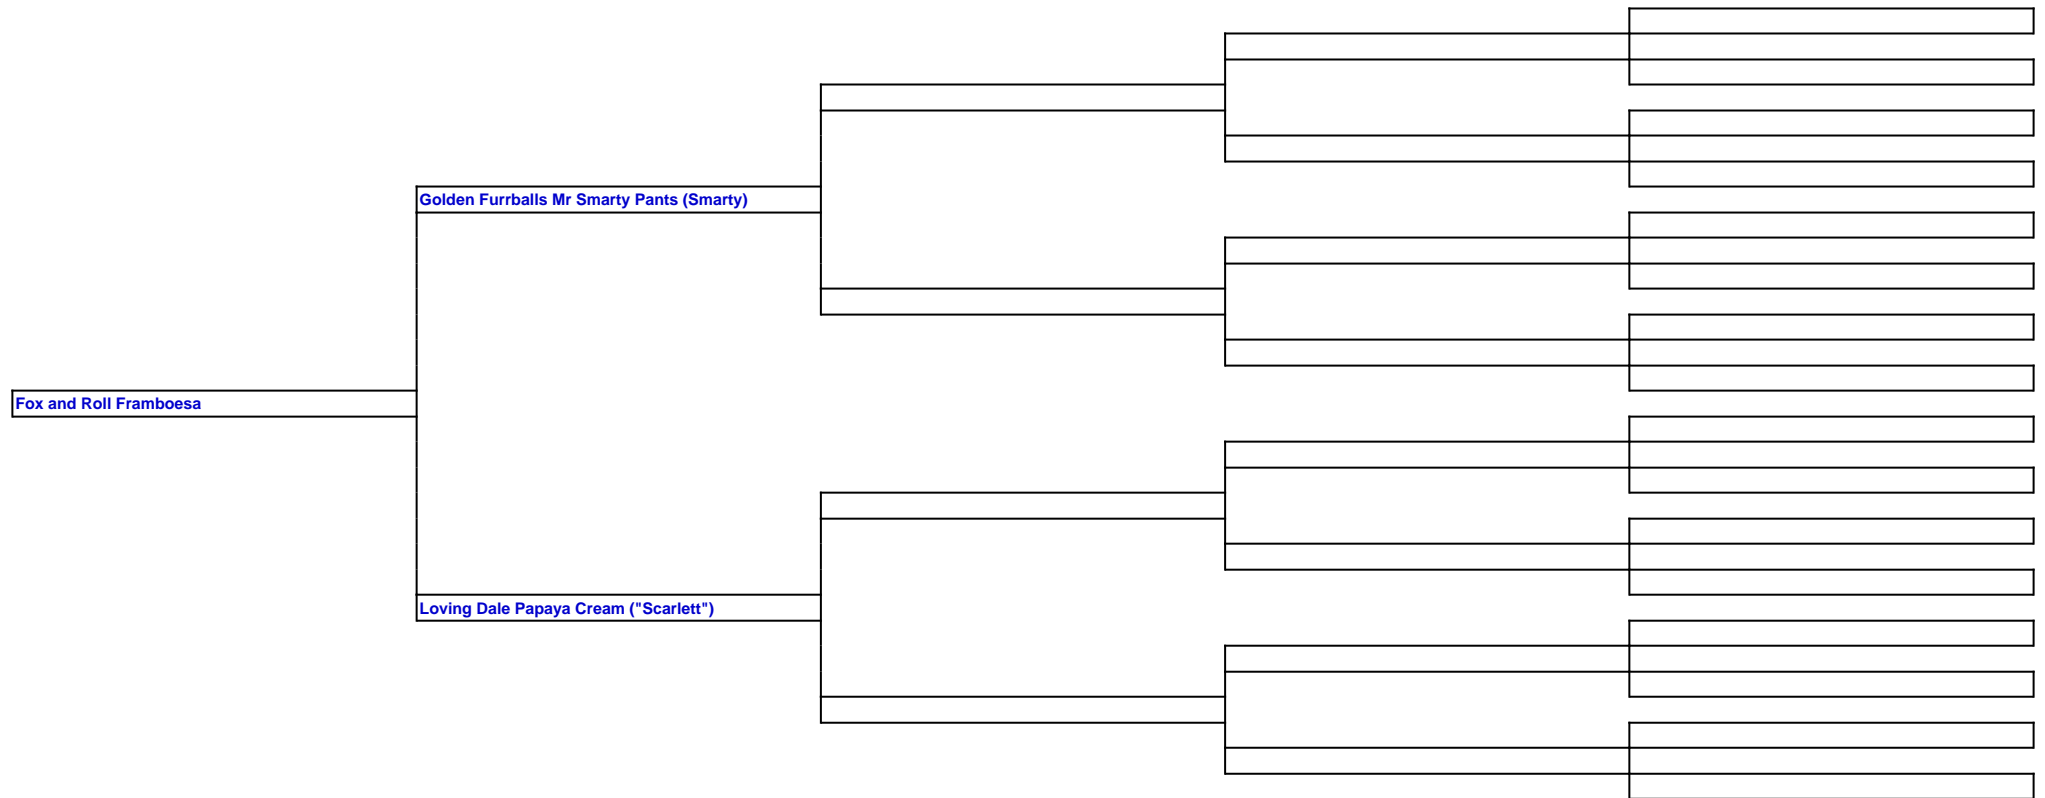 Golden Furrballs Mr Smarty Pants (Smarty)
Fox and Roll Framboesa
Loving Dale Papaya Cream ("Scarlett")